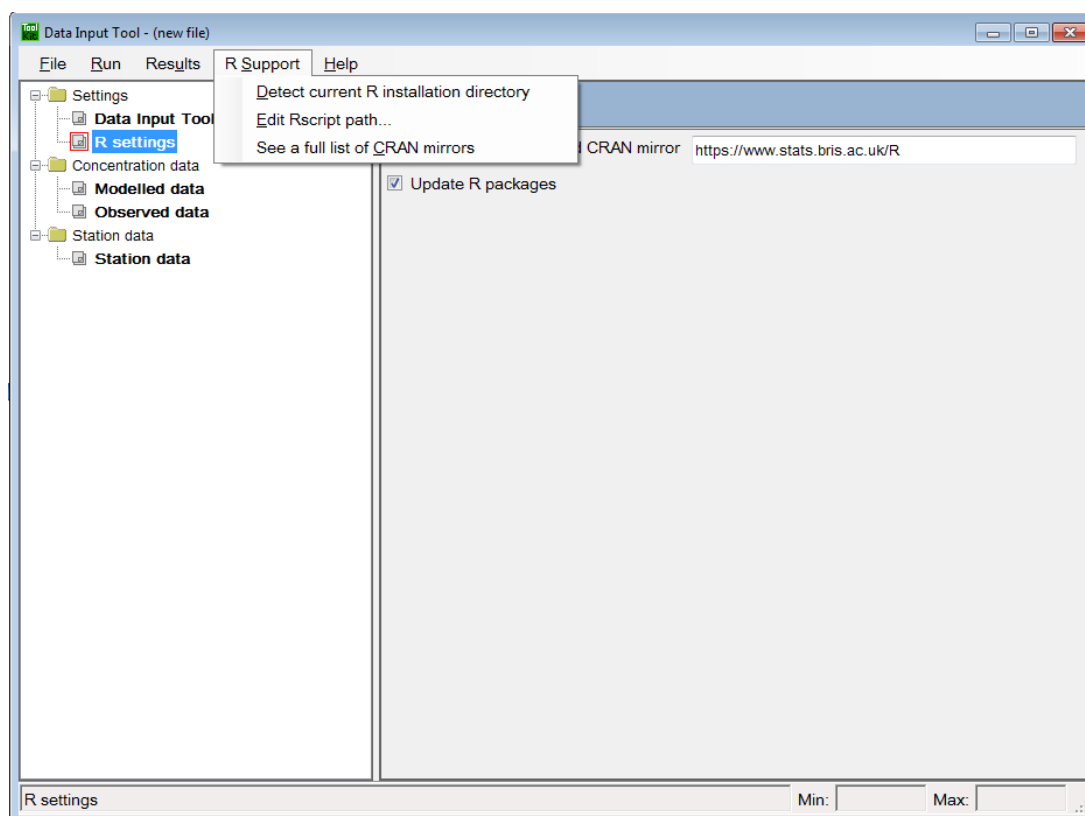 Tool
Kit
Data Input Tool - (new file)
File Run Results R Support Help
Detect current R installation directory
Edit Rscript path...
See a full list of CRAN mirrors
Settings
Data Input Tool
R settings
Concentration data
Modelled data
Observed data
Station data
Station data
CRAN mirror https://www.stats.bris.ac.uk/R
Update R packages
R settings Min: Max: